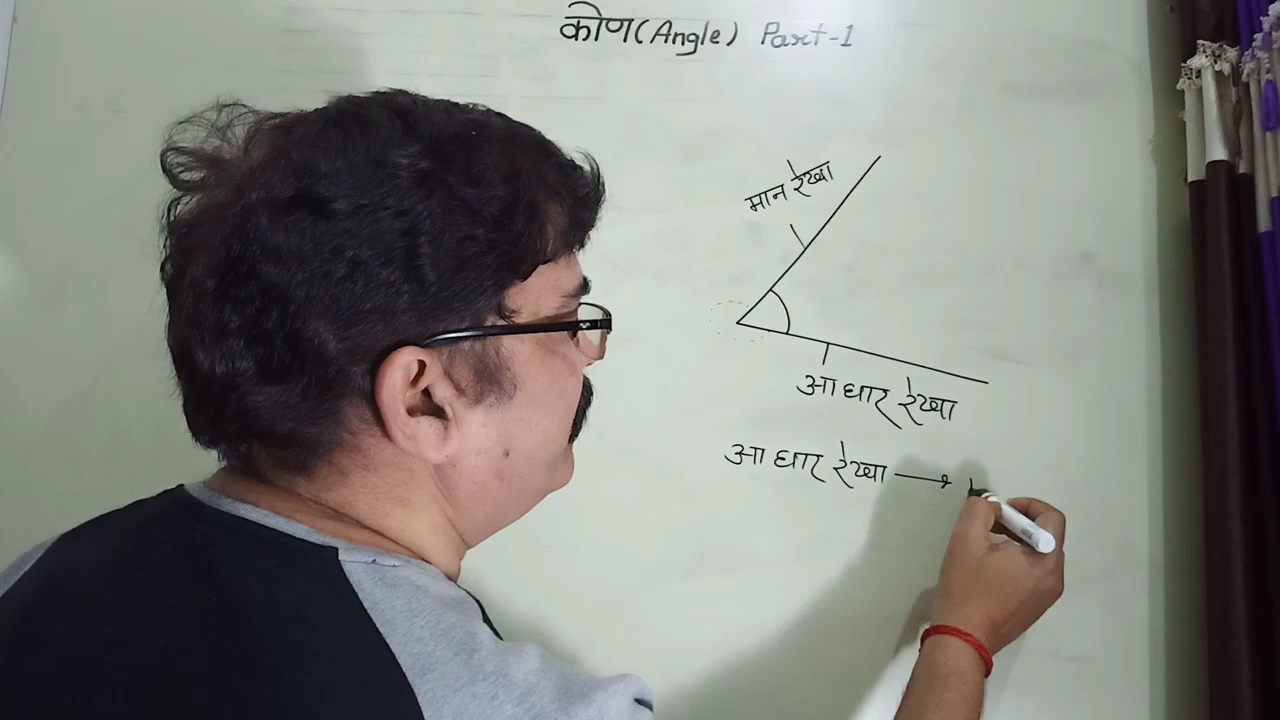 कोण (Angle) Part-1
मान रेखा
आधार रेखा
आधार रेखा →